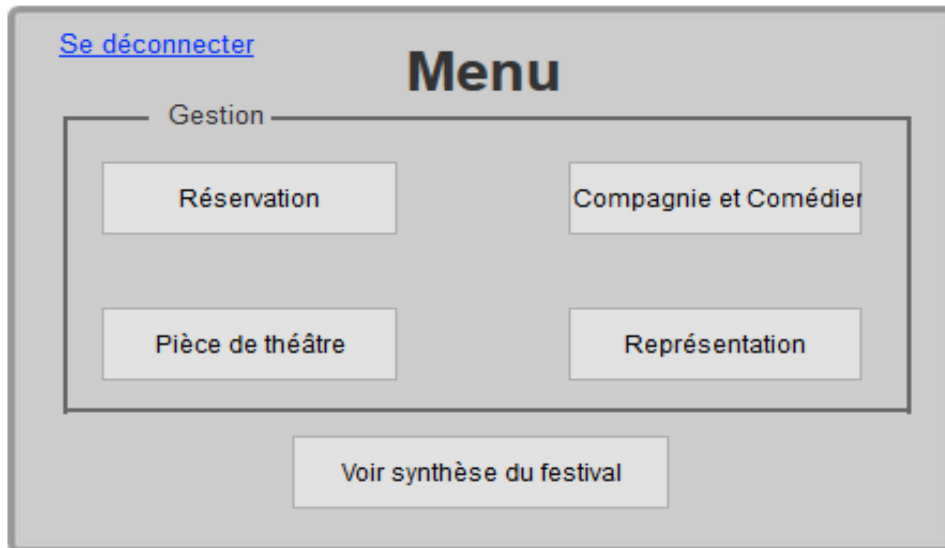 Se déconnecter
Menu
Gestion
Réservation
Compagnie et Comédier
Pièce de théâtre
Représentation
Voir synthèse du festival